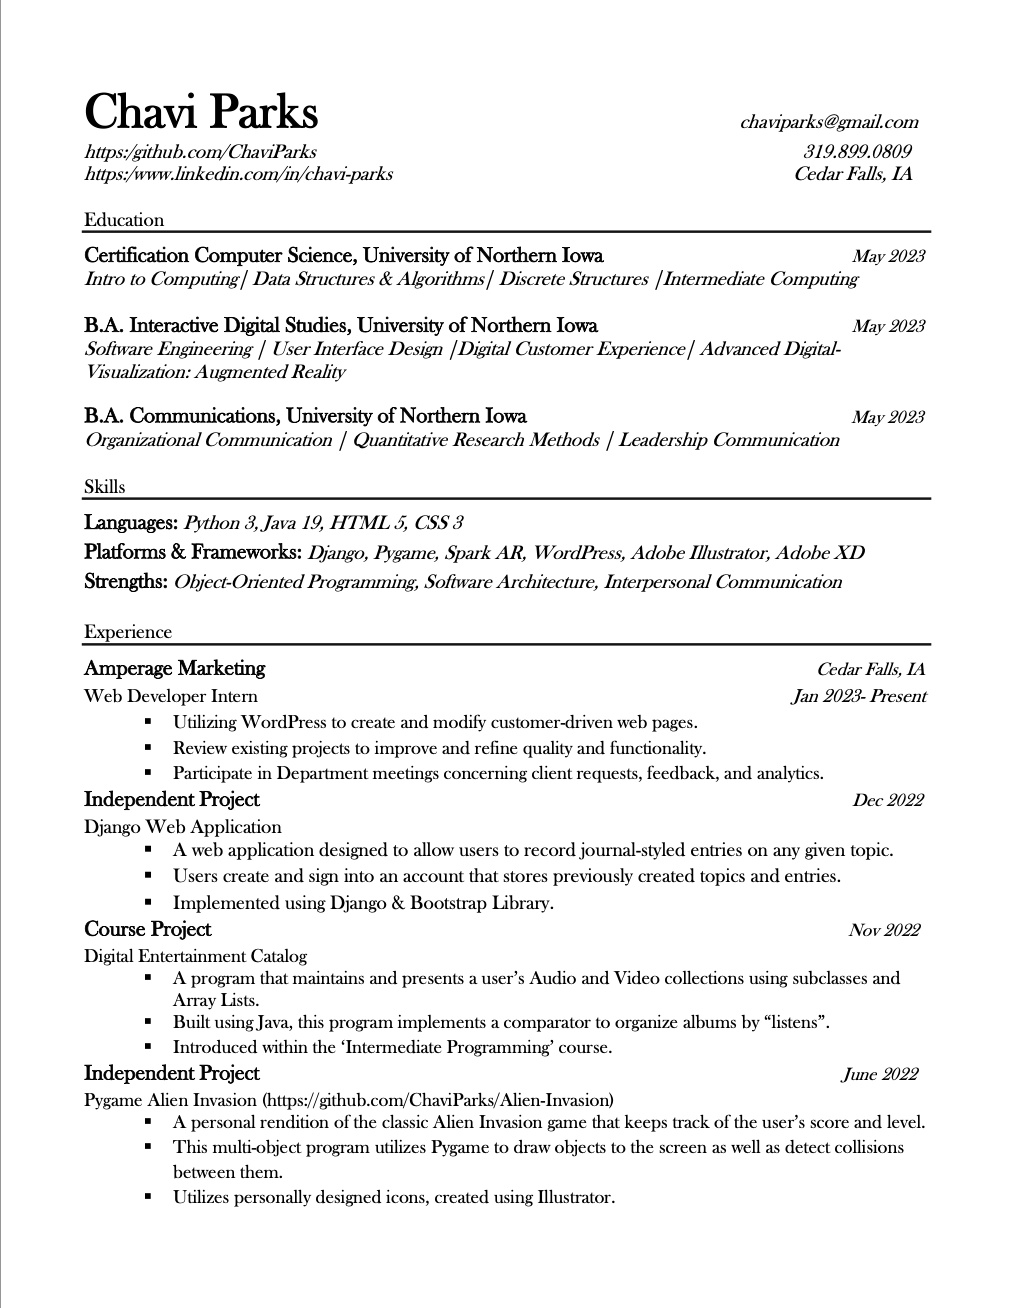 Chavi Parks chaviparks@gmail.com
https:/github.com/ChaviParks 319.899.0809
https:/www.linkedin.com/in/chavi-parks Cedar Falls, IA
Education
Certification Computer Science, University of Northern Iowa May 2023
Intro to Computing| Data Structures & Algorithms| Discrete Structures |Intermediate Computing
B.A. Interactive Digital Studies, University of Northern Iowa May 2023
Software Engineering | User Interface Design |Digital Customer Experience| Advanced Digital-
Visualization: Augmented Reality
B.A. Communications, University of Northern Iowa May 2023
Organizational Communication | Quantitative Research Methods | Leadership Communication
Skills
Languages: Python 3, Java 19, HTML 5, CSS 3
Platforms & Frameworks: Django, Pygame, Spark AR, WordPress, Adobe Illustrator, Adobe XD
Strengths: Object-Oriented Programming, Software Architecture, Interpersonal Communication
Experience
Amperage Marketing Cedar Falls, IA
Web Developer Intern Jan 2023- Present
▪ Utilizing WordPress to create and modify customer-driven web pages.
▪ Review existing projects to improve and refine quality and functionality.
▪ Participate in Department meetings concerning client requests, feedback, and analytics.
Independent Project Dec 2022
Django Web Application
▪ A web application designed to allow users to record journal-styled entries on any given topic.
▪ Users create and sign into an account that stores previously created topics and entries.
▪ Implemented using Django & Bootstrap Library.
Course Project Nov 2022
Digital Entertainment Catalog
▪ A program that maintains and presents a user’s Audio and Video collections using subclasses and
Array Lists.
▪ Built using Java, this program implements a comparator to organize albums by “listens”.
▪ Introduced within the ‘Intermediate Programming’ course.
Independent Project June 2022
Pygame Alien Invasion (https://github.com/ChaviParks/Alien-Invasion)
▪ A personal rendition of the classic Alien Invasion game that keeps track of the user’s score and level.
▪ This multi-object program utilizes Pygame to draw objects to the screen as well as detect collisions
between them.
▪ Utilizes personally designed icons, created using Illustrator.